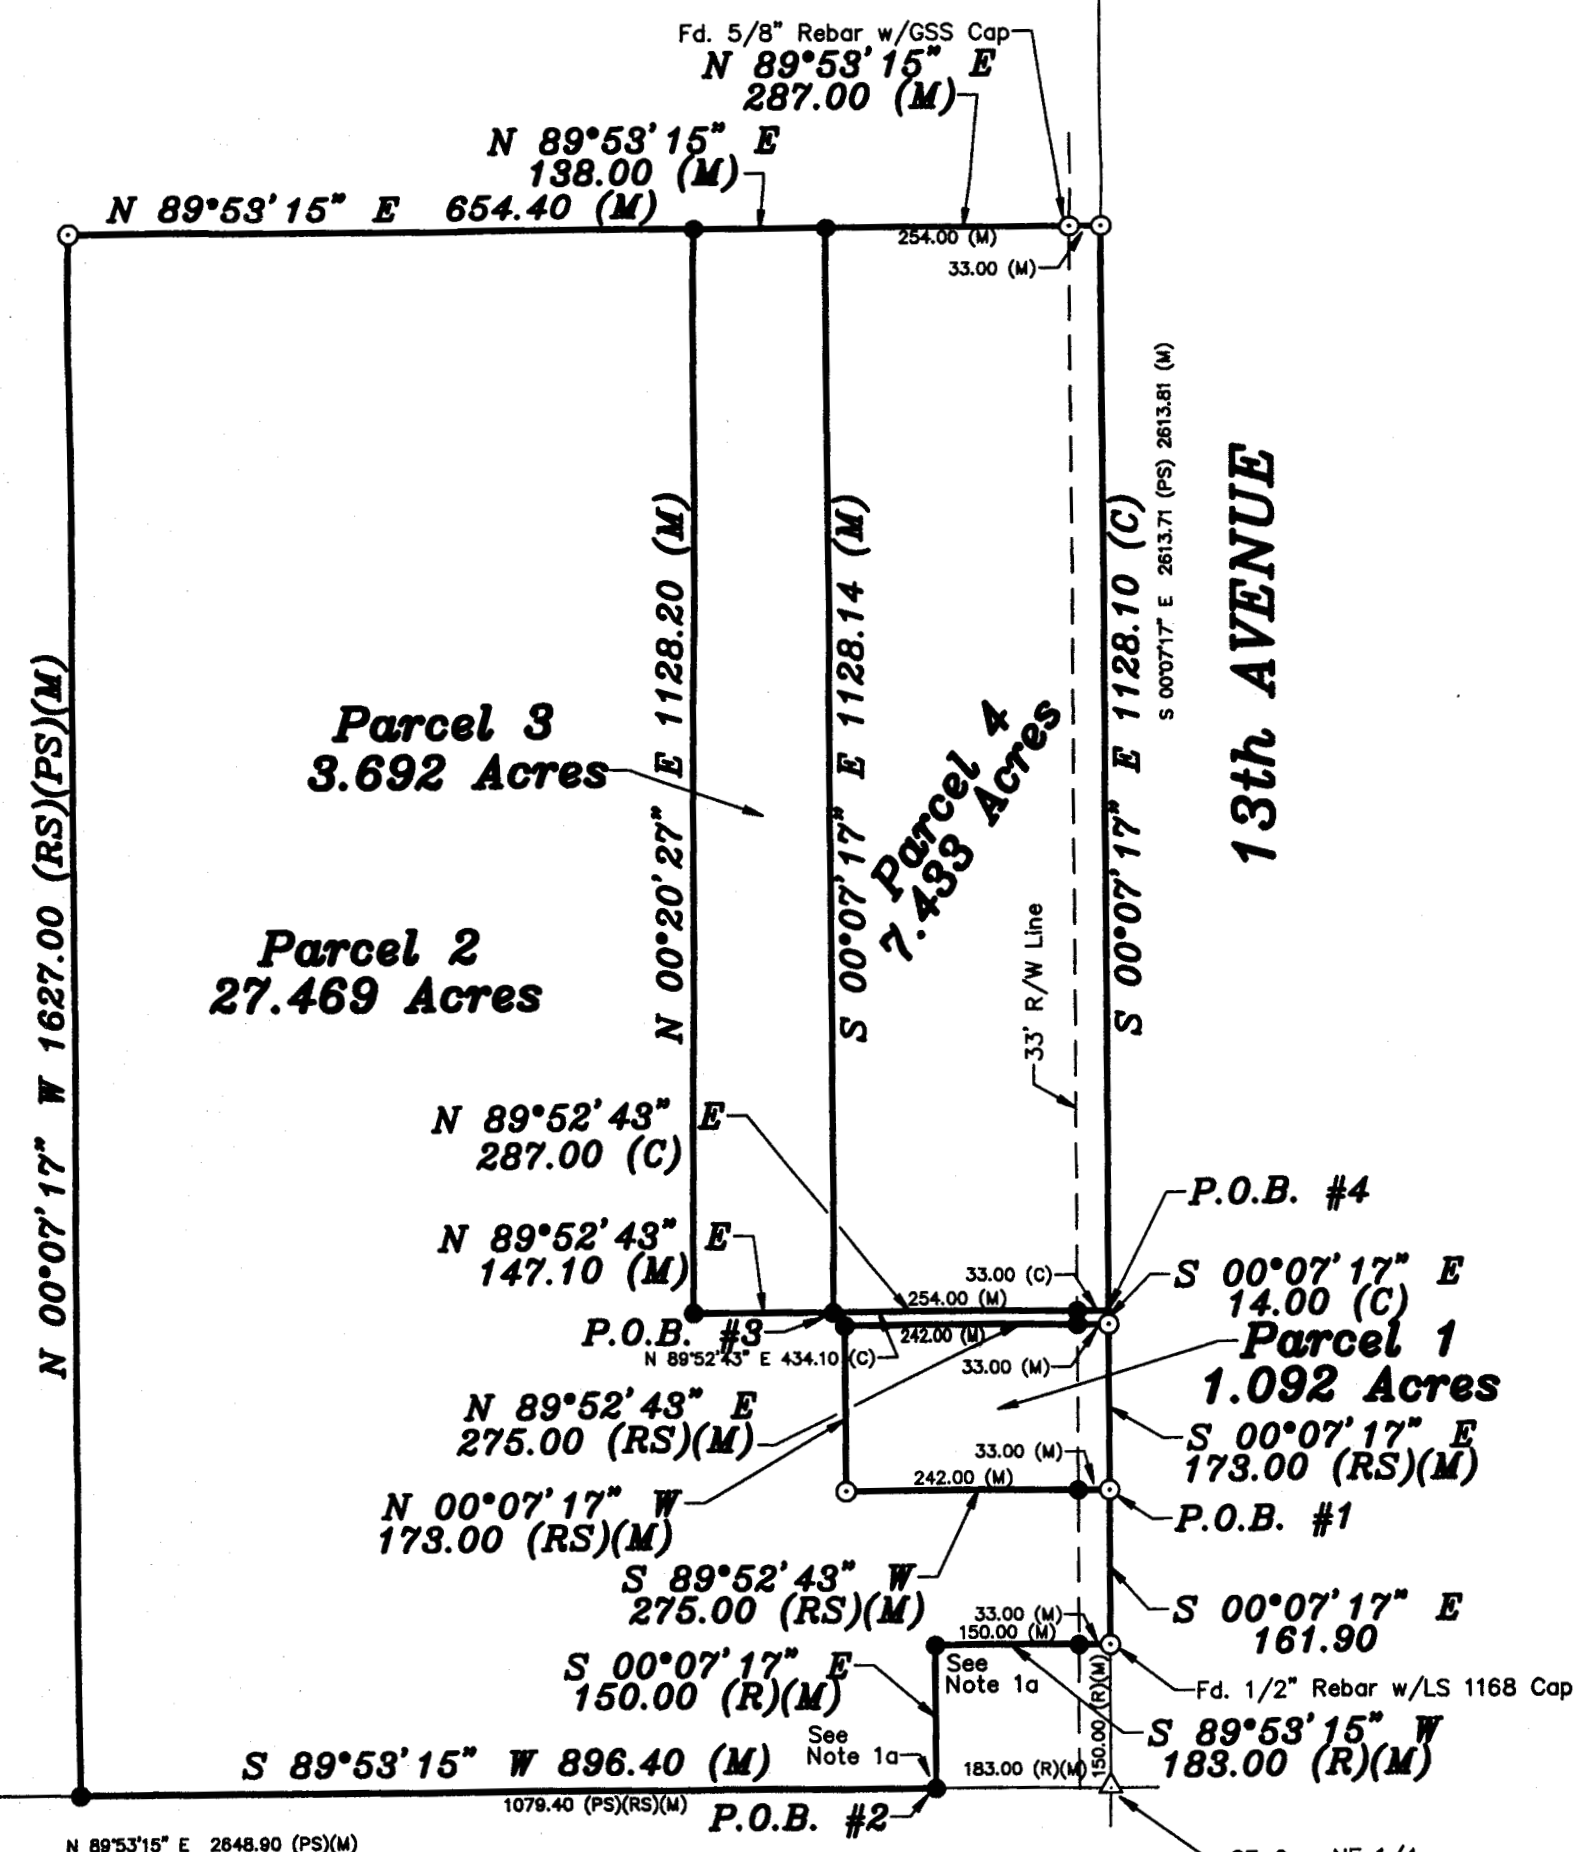 Fd. 5/8" Rebar w/GSS Cap
N 89°53'15" E
287.00 (M)
N 89°53'15" E
138.00 (M)
N 89°53'15" E 654.40 (M)
254.00 (M)
33.00 (M)
N 00°07'17" W 1627.00 (RS)(PS)(M)
N 00°20'27" E 1128.20 (M)
S 00°07'17" E 1128.14 (M)
S 00°07'17" E 1128.10 (C)
S 00°07'17" E 2613.71 (PS) 2613.81 (M)
13th AVENUE
Parcel 3
3.692 Acres
Parcel 4
7.433 Acres
33' R/W Line
Parcel 2
27.469 Acres
N 89°52'43" E
287.00 (C)
P.O.B. #4
N 89°52'43" E
147.10 (M)
33.00 (C)
S 00°07'17" E
14.00 (C)
254.00 (M)
P.O.B. #3
242.00 (M)
Parcel 1
1.092 Acres
N 89°52'43" E 434.10 (C)
33.00 (M)
N 89°52'43" E
275.00 (RS)(M)
S 00°07'17" E
173.00 (RS)(M)
33.00 (M)
242.00 (M)
N 00°07'17" W
173.00 (RS)(M)
P.O.B. #1
S 89°52'43" W
275.00 (RS)(M)
S 00°07'17" E
161.90
33.00 (M)
150.00 (M)
S 00°07'17" E
150.00 (R)(M)
See
Note 1a
150.00 (R)(M)
Fd. 1/2" Rebar w/LS 1168 Cap
S 89°53'15" W
183.00 (R)(M)
See
Note 1a
S 89°53'15" W 896.40 (M)
183.00 (R)(M)
1079.40 (PS)(RS)(M)
P.O.B. #2
N 89°53'15" E 2648.90 (PS)(M)
NE 1/4